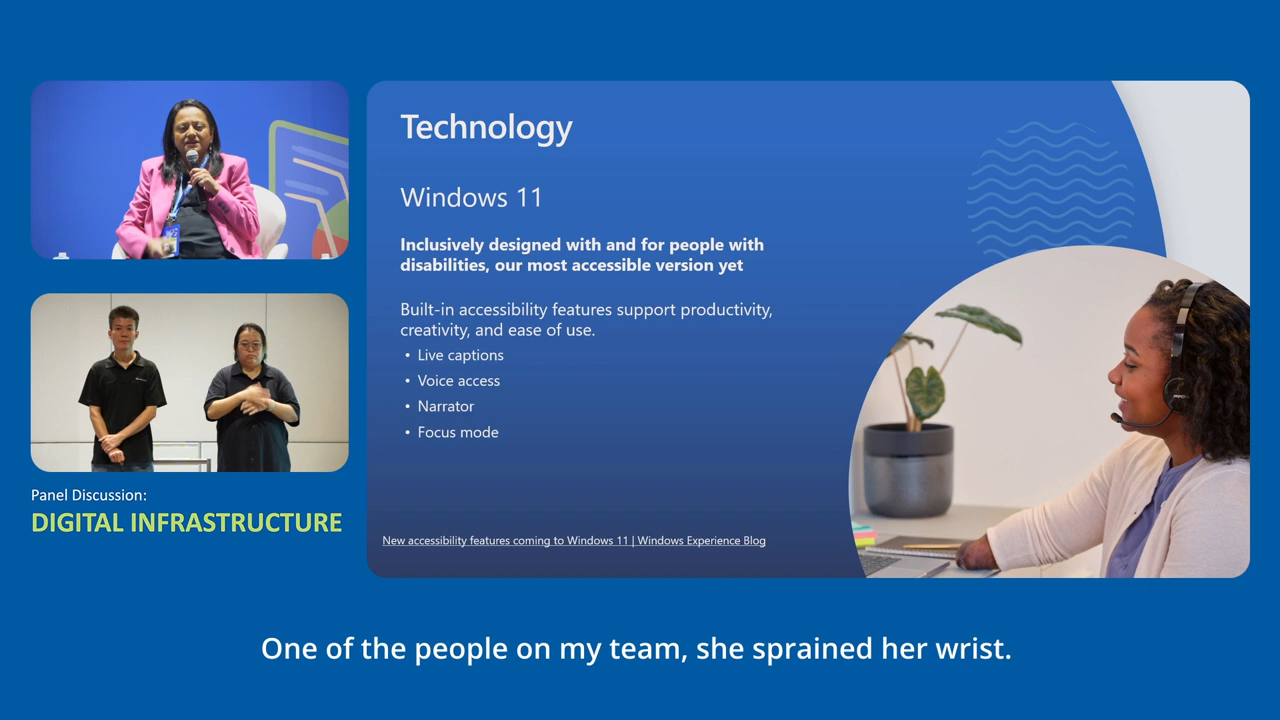 Technology
Windows 11
Inclusively designed with and for people with
disabilities, our most accessible version yet
Built-in accessibility features support productivity,
creativity, and ease of use.
• Live captions
• Voice access
• Narrator
• Focus mode
New accessibility features coming to Windows 11 | Windows Experience Blog
Panel Discussion:
DIGITAL INFRASTRUCTURE
One of the people on my team, she sprained her wrist.